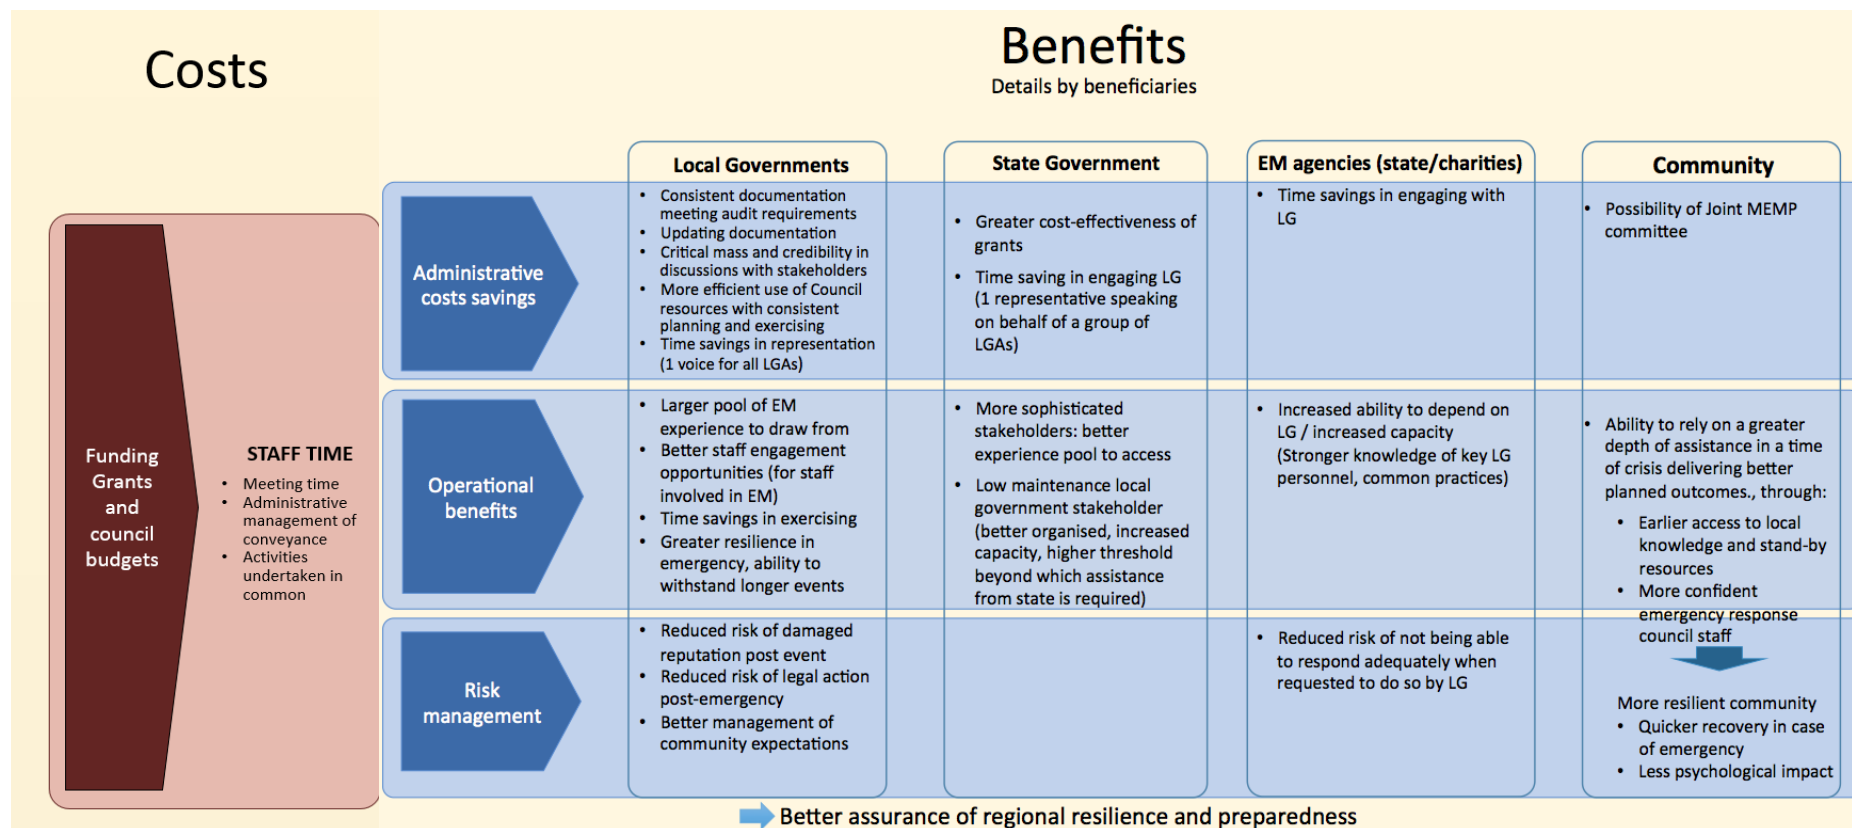 Costs
Benefits
Details by beneficiaries
Funding
Grants
and
council
budgets
STAFF TIME
• Meeting time
• Administrative
management of
conveyance
• Activities
undertaken in
common
Local Governments
State Government
EM agencies (state/charities)
Community
Administrative
costs savings
• Consistent documentation
meeting audit requirements
• Updating documentation
• Critical mass and credibility in
discussions with stakeholders
• More efficient use of Council
resources with consistent
planning and exercising
• Time savings in representation
(1 voice for all LGAs)
• Greater cost-effectiveness of
grants
• Time saving in engaging LG
(1 representative speaking
on behalf of a group of
LGAs)
• Time savings in engaging with
LG
• Possibility of Joint MEMP
committee
Operational
benefits
• Larger pool of EM
experience to draw from
• Better staff engagement
opportunities (for staff
involved in EM)
• Time savings in exercising
• Greater resilience in
emergency, ability to
withstand longer events
• More sophisticated
stakeholders: better
experience pool to access
• Low maintenance local
government stakeholder
(better organised, increased
capacity, higher threshold
beyond which assistance
from state is required)
• Increased ability to depend on
LG / increased capacity
(Stronger knowledge of key LG
personnel, common practices)
• Ability to rely on a greater
depth of assistance in a time
of crisis delivering better
planned outcomes., through:
• Earlier access to local
knowledge and stand-by
resources
• More confident
emergency response
council staff
Risk
management
• Reduced risk of damaged
reputation post event
• Reduced risk of legal action
post-emergency
• Better management of
community expectations
• Reduced risk of not being able
to respond adequately when
requested to do so by LG
More resilient community
• Quicker recovery in case
of emergency
• Less psychological impact
Better assurance of regional resilience and preparedness